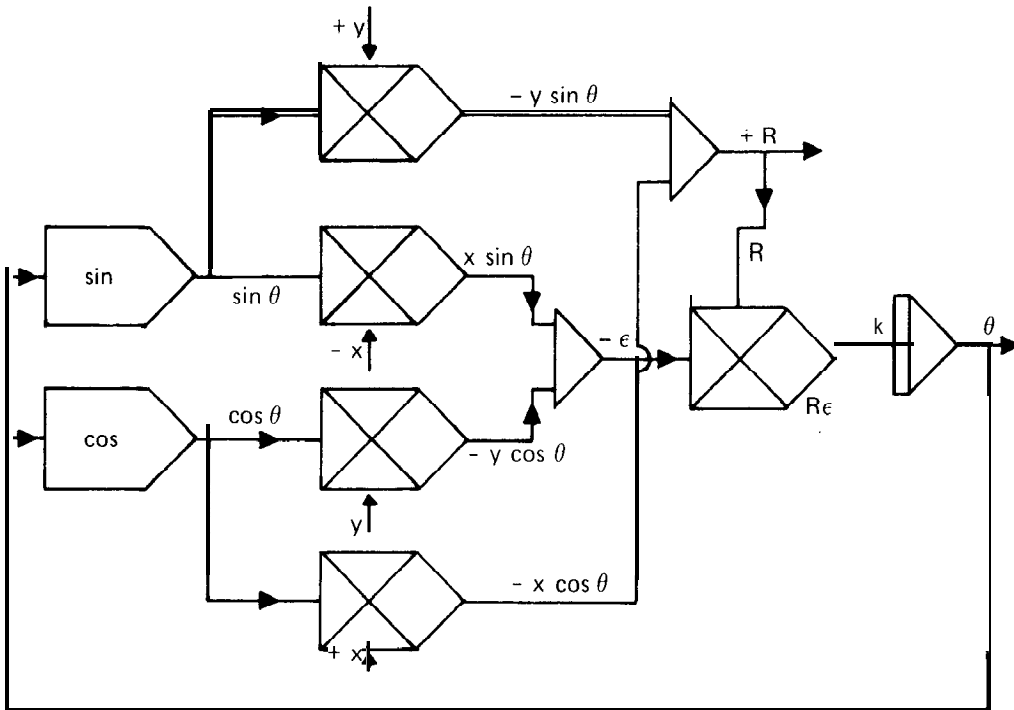 + y
- y sin θ
+ R
sin
sin θ
x sin θ
R
- x
- ϵ
k
θ
cos
cos θ
- y cos θ
Rϵ
y
- x cos θ
+ x